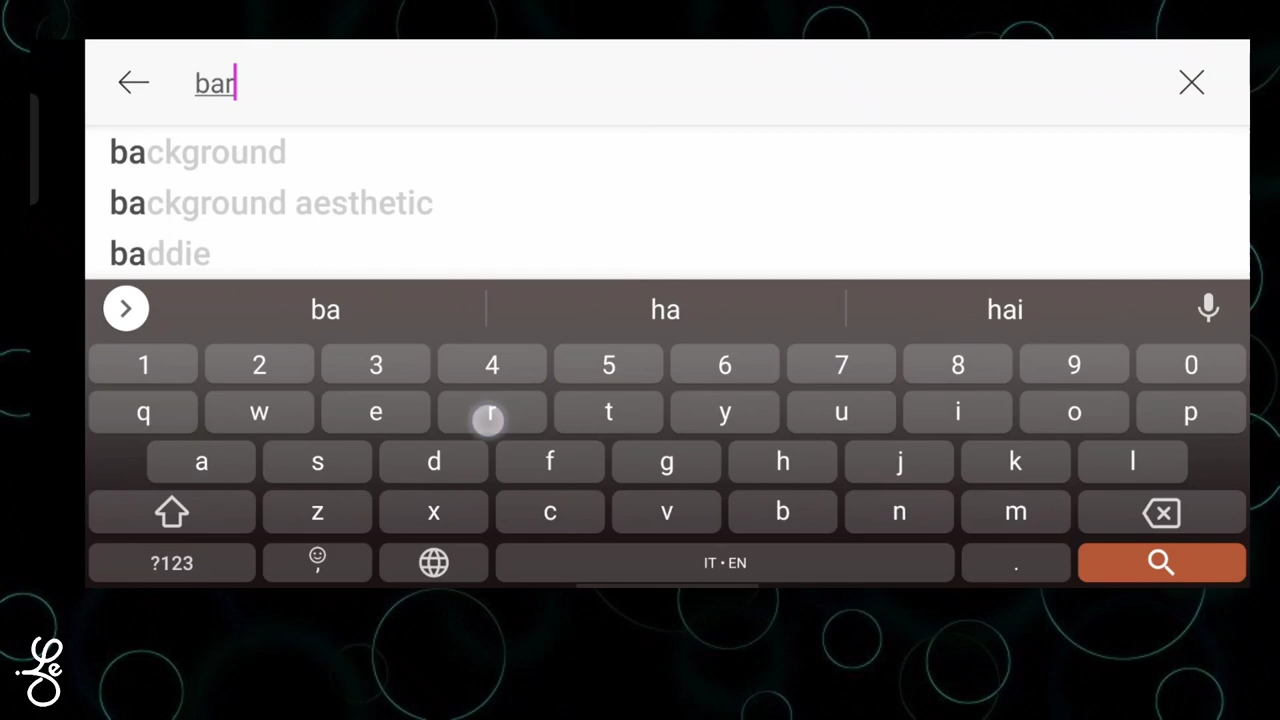 bar
background
background aesthetic
baddie
ba ha hai
1 2 3 4 5 6 7 8 9 0
q w e r t y u i o p
a s d f g h j k l
z x c v b n m
?123 , IT • EN .